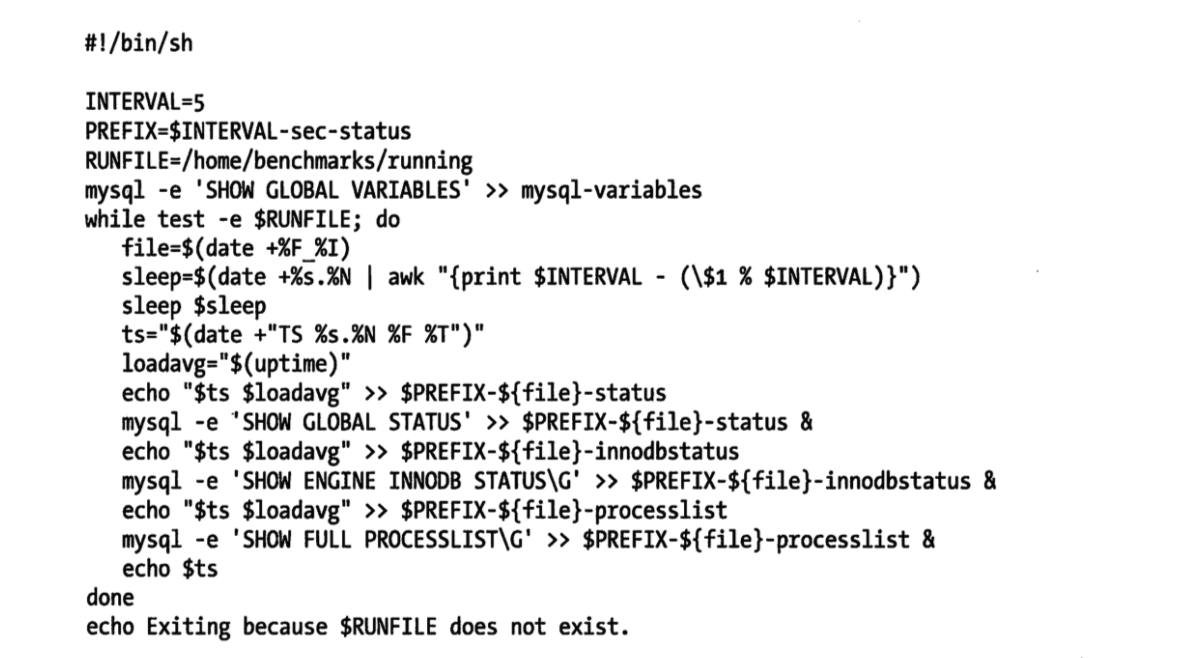 #!/bin/sh
INTERVAL=5
PREFIX=$INTERVAL-sec-status
RUNFILE=/home/benchmarks/running
mysql -e 'SHOW GLOBAL VARIABLES' >> mysql-variables
while test -e $RUNFILE; do
file=$(date +%F_%I)
sleep=$(date +%s.%N | awk "{print $INTERVAL - (\$1 % $INTERVAL)}")
sleep $sleep
ts="$(date +"TS %s.%N %F %T")"
loadavg="$(uptime)"
echo "$ts $loadavg" >> $PREFIX-${file}-status
mysql -e 'SHOW GLOBAL STATUS' >> $PREFIX-${file}-status &
echo "$ts $loadavg" >> $PREFIX-${file}-innodbstatus
mysql -e 'SHOW ENGINE INNODB STATUS\G' >> $PREFIX-${file}-innodbstatus &
echo "$ts $loadavg" >> $PREFIX-${file}-processlist
mysql -e 'SHOW FULL PROCESSLIST\G' >> $PREFIX-${file}-processlist &
echo $ts
done
echo Exiting because $RUNFILE does not exist.